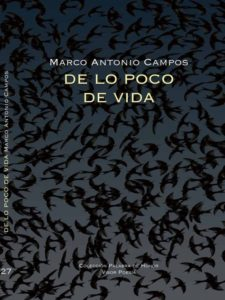 MARCO ANTONIO CAMPOS
DE LO POCO
DE VIDA
COLECCIÓN PALABRA DE HONOR
VISOR POESÍA
DE LO POCO DE VIDA MARCO ANTONIO CAMPOS
27